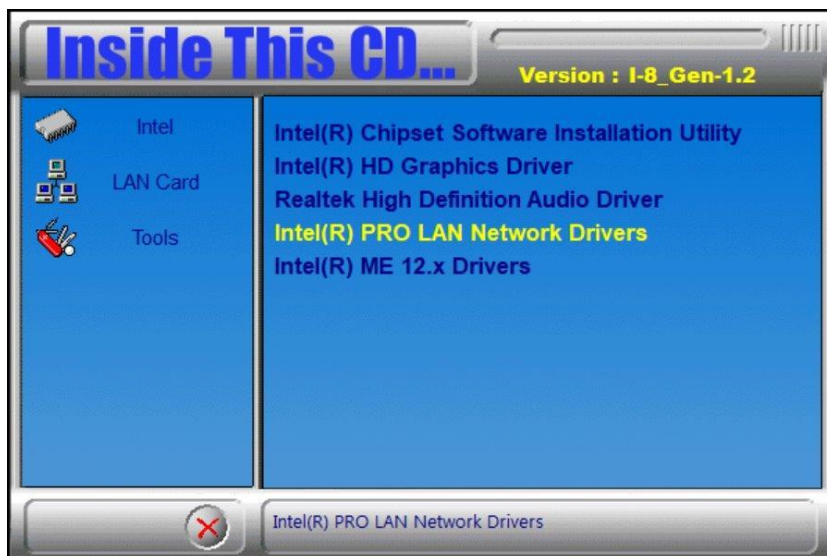 Inside This CD...
Version : I-8_Gen-1.2
Intel
LAN Card
Tools
Intel(R) Chipset Software Installation Utility
Intel(R) HD Graphics Driver
Realtek High Definition Audio Driver
Intel(R) PRO LAN Network Drivers
Intel(R) ME 12.x Drivers
Intel(R) PRO LAN Network Drivers